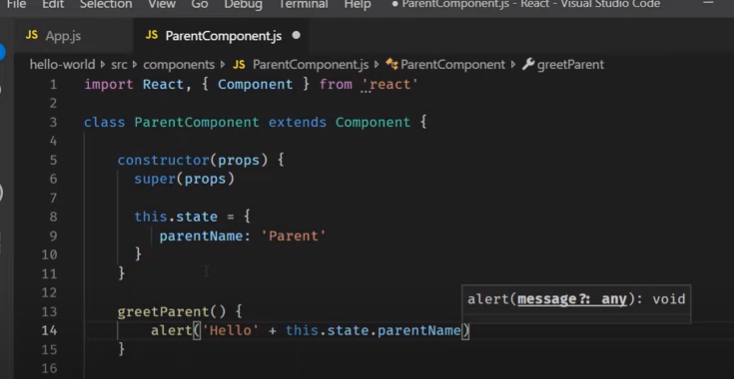 File Edit Selection View Go Debug Terminal Help ● ParentComponent.js - React - Visual Studio Code
JS App.js JS ParentComponent.js ●
hello-world › src › components › JS ParentComponent.js › ParentComponent › greetParent
1 import React, { Component } from 'react'
2
3 class ParentComponent extends Component {
4
5 constructor(props) {
6 super(props)
7
8 this.state = {
9 parentName: 'Parent'
10 }
11 }
12
alert(message?: any): void
13 greetParent() {
14 alert('Hello' + this.state.parentName)
15 }
16